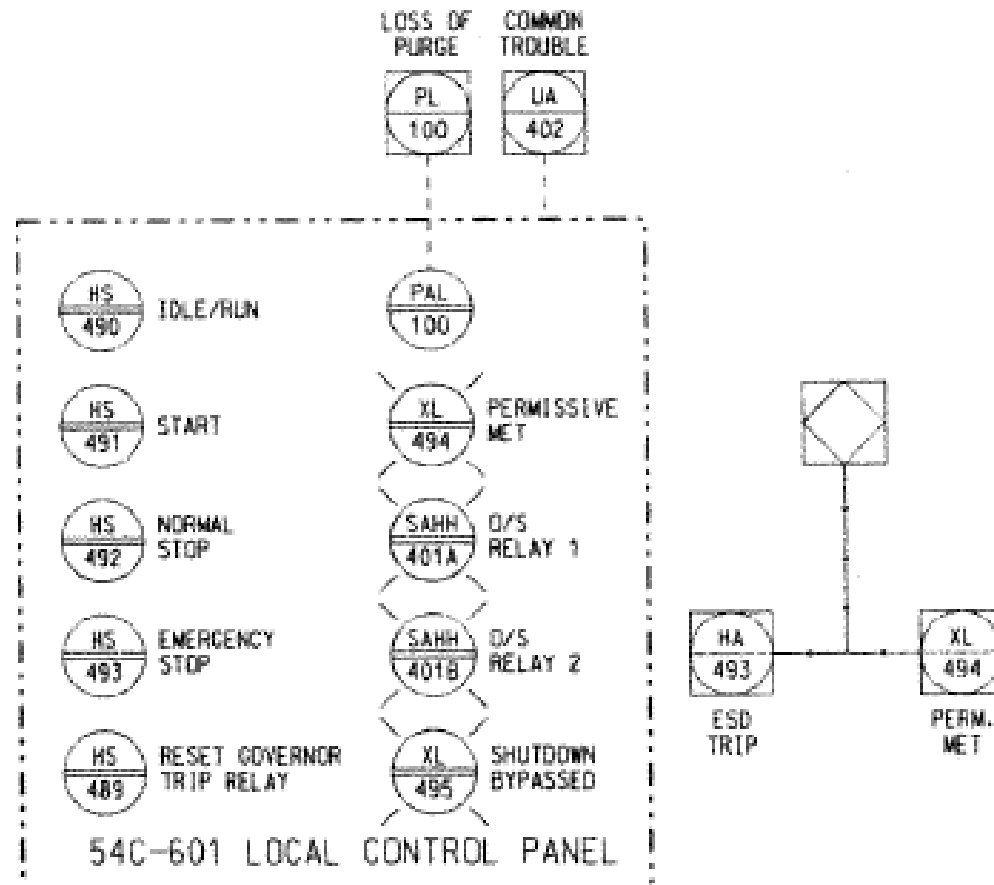 LOSS OF
PURGE
COMMON
TROUBLE
PL
100
UA
402
HS
490
IDLE/RUN
PAL
100
HS
491
START
XL
494
PERMISSIVE
MET
HS
492
NORMAL
STOP
SAHH
401A
O/S
RELAY 1
HS
493
EMERGENCY
STOP
SAHH
401B
O/S
RELAY 2
HA
493
ESD
TRIP
XL
494
PERM.
MET
HS
489
RESET GOVERNOR
TRIP RELAY
XL
495
SHUTDOWN
BYPASSED
54C-601 LOCAL CONTROL PANEL